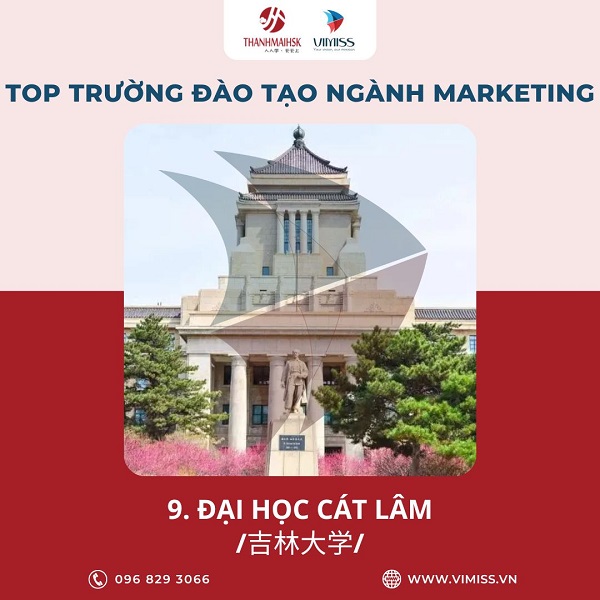 THANHMAIHSK
VIMISS
TOP TRƯỜNG ĐÀO TẠO NGÀNH MARKETING
9. ĐẠI HỌC CÁT LÂM
/吉林大学/
096 829 3066
WWW.VIMISS.VN